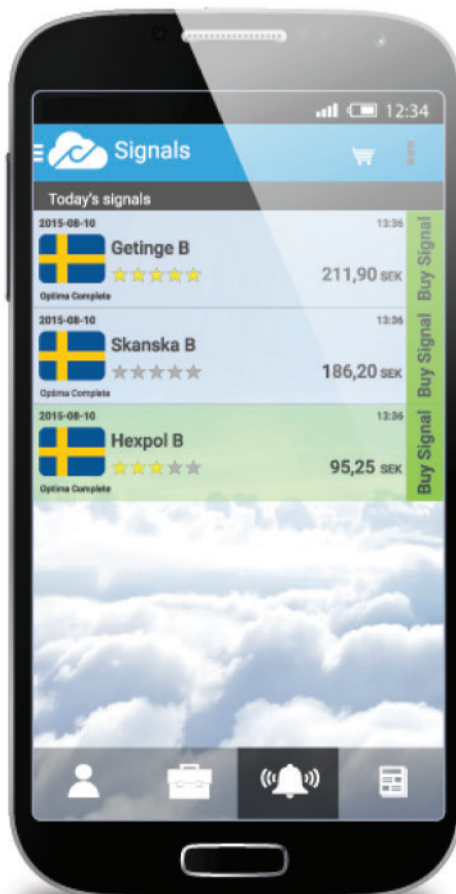 12:34
Signals
Today's signals
2015-08-10 13:36
Getinge B
211,90 SEK
Optima Complete
Buy Signal
2015-08-10 13:36
Skanska B
186,20 SEK
Optima Complete
Buy Signal
2015-08-10 13:36
Hexpol B
95,25 SEK
Optima Complete
Buy Signal